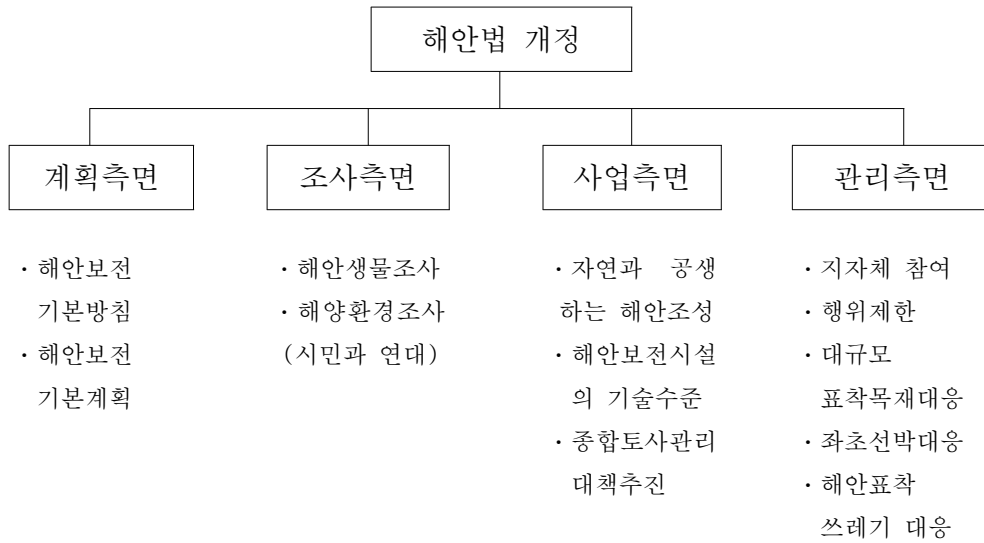 해안법 개정
계획측면
조사측면
사업측면
관리측면
· 해안보전
기본방침
· 해안보전
기본계획
· 해안생물조사
· 해양환경조사
(시민과 연대)
· 자연과 공생
하는 해안조성
· 해안보전시설
의 기술수준
· 종합토사관리
대책추진
· 지자체 참여
· 행위제한
· 대규모
표착목재대응
· 좌초선박대응
· 해안표착
쓰레기 대응